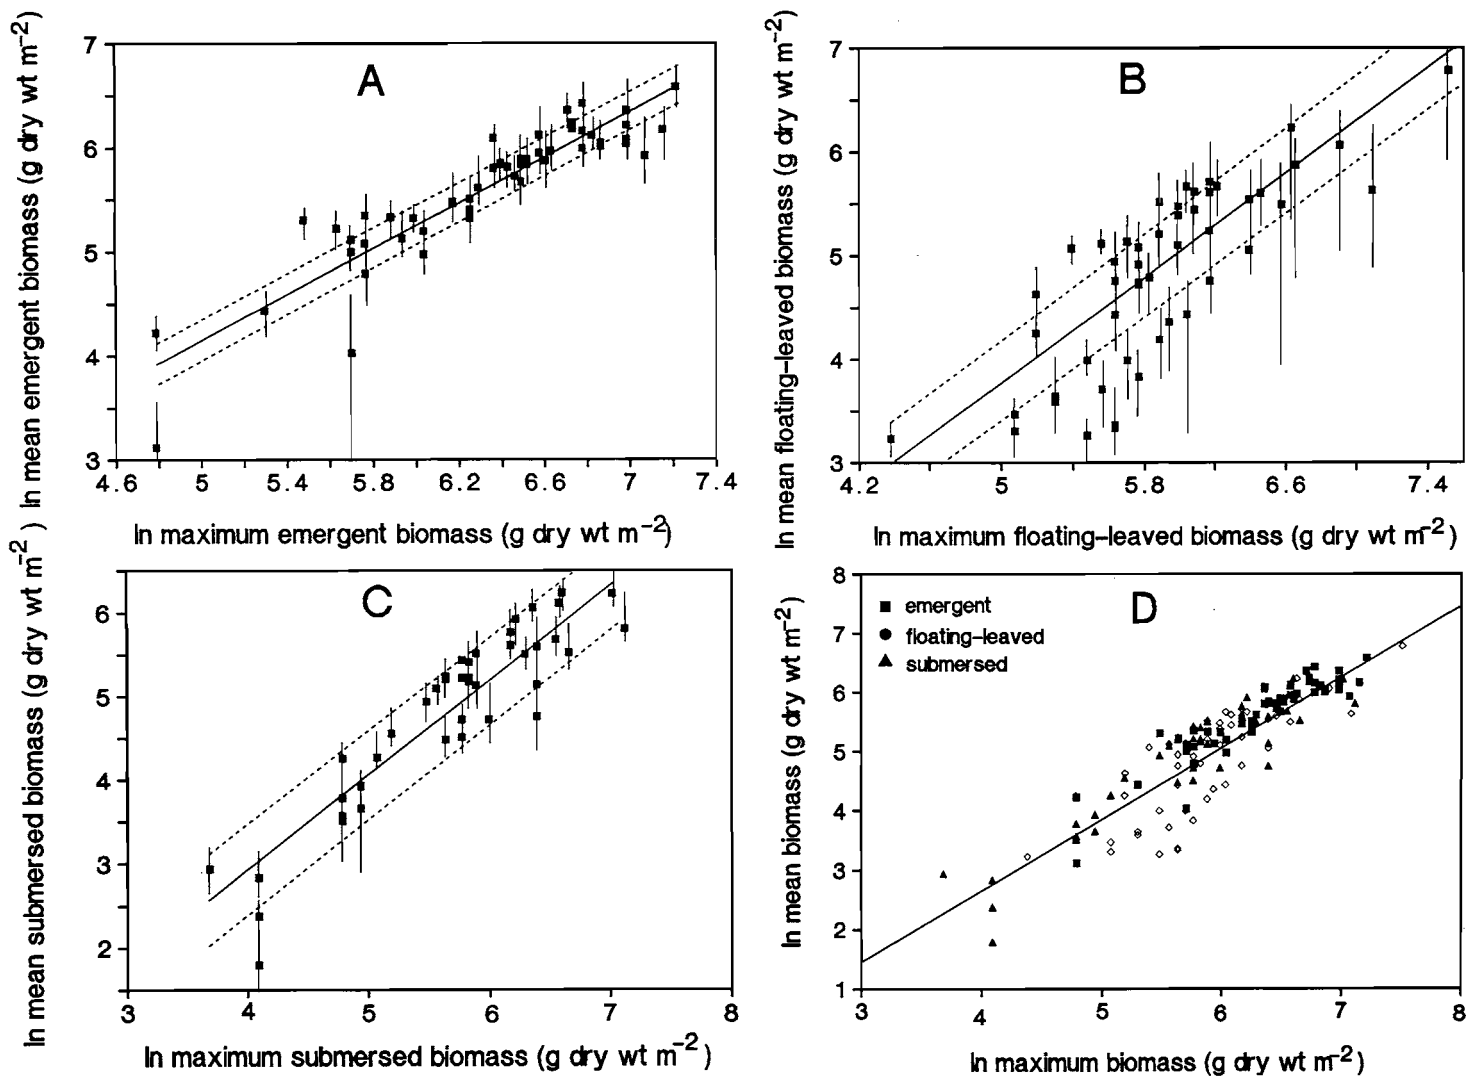 A
ln mean emergent biomass (g dry wt m−2)
7
6
5
4
3
4.6 5 5.4 5.8 6.2 6.6 7 7.4
ln maximum emergent biomass (g dry wt m−2)
B
ln mean floating−leaved biomass (g dry wt m−2)
7
6
5
4
3
4.2 5 5.8 6.6 7.4
ln maximum floating−leaved biomass (g dry wt m−2)
C
ln mean submersed biomass (g dry wt m−2)
6
5
4
3
2
3 4 5 6 7 8
ln maximum submersed biomass (g dry wt m−2)
D
emergent
floating−leaved
submersed
ln mean biomass (g dry wt m−2)
8
7
6
5
4
3
2
1
3 4 5 6 7 8
ln maximum biomass (g dry wt m−2)